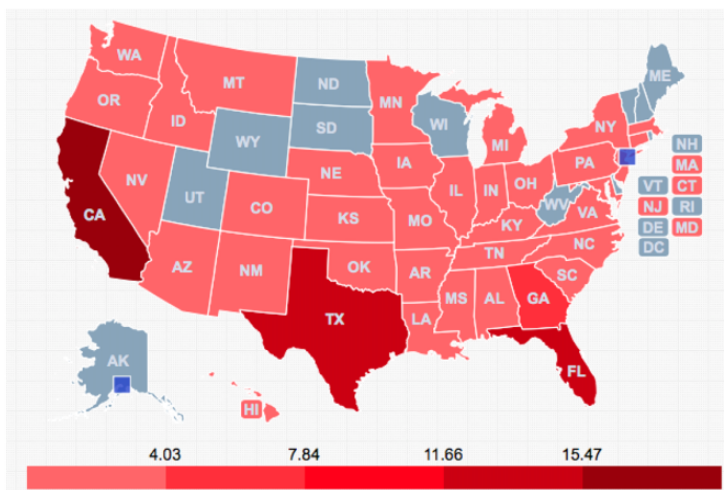 WA
MT
ND
ME
OR
ID
MN
WY
SD
WI
MI
NY
NH
MA
VT
CT
NJ
RI
DE
MD
DC
NV
UT
NE
IA
PA
CA
CO
IL
IN
OH
WV
VA
KS
MO
KY
AZ
NM
OK
AR
TN
NC
SC
MS
AL
GA
TX
LA
FL
AK
HI
4.03 7.84 11.66 15.47